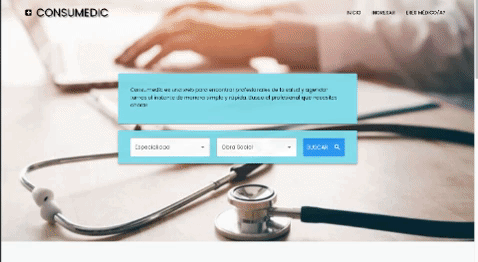 CONSUMEDIC
INICIO INGRESAR ERES MÉDICO/A?
Consumedic es una web para encontrar profesionales de la salud y agendar
turnos al instante de manera simple y rápida. Busca el profesional que necesitas
ahora!
Especialidad Obra Social BUSCAR